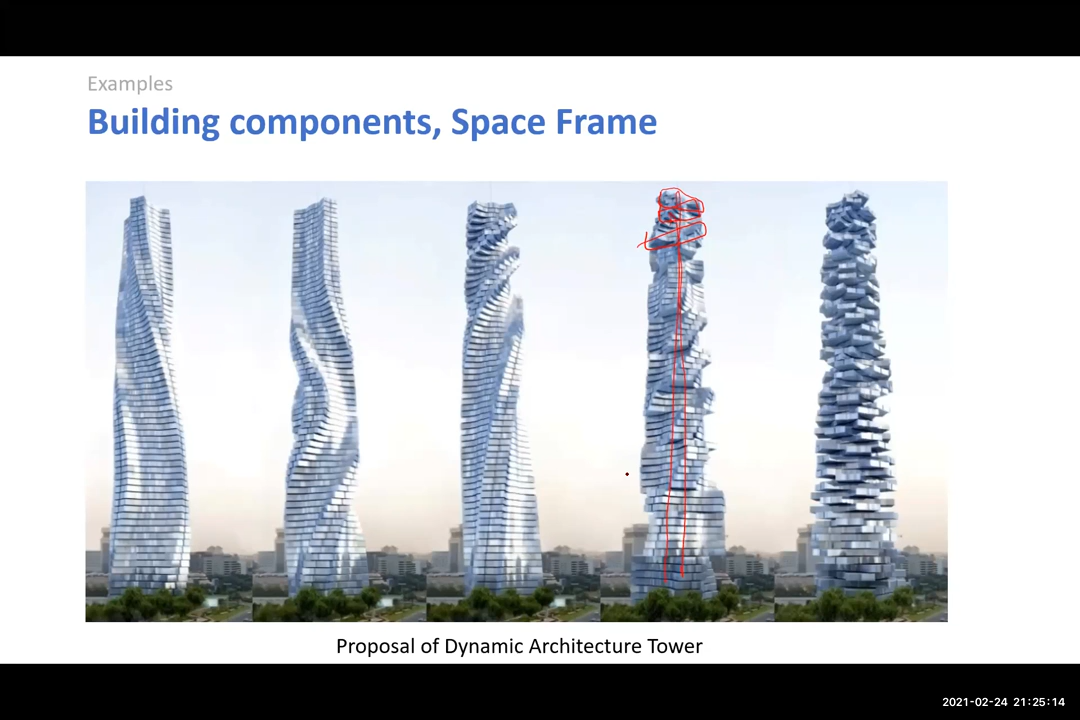 Examples
Building components, Space Frame
Proposal of Dynamic Architecture Tower
2021-02-24 21:25:14